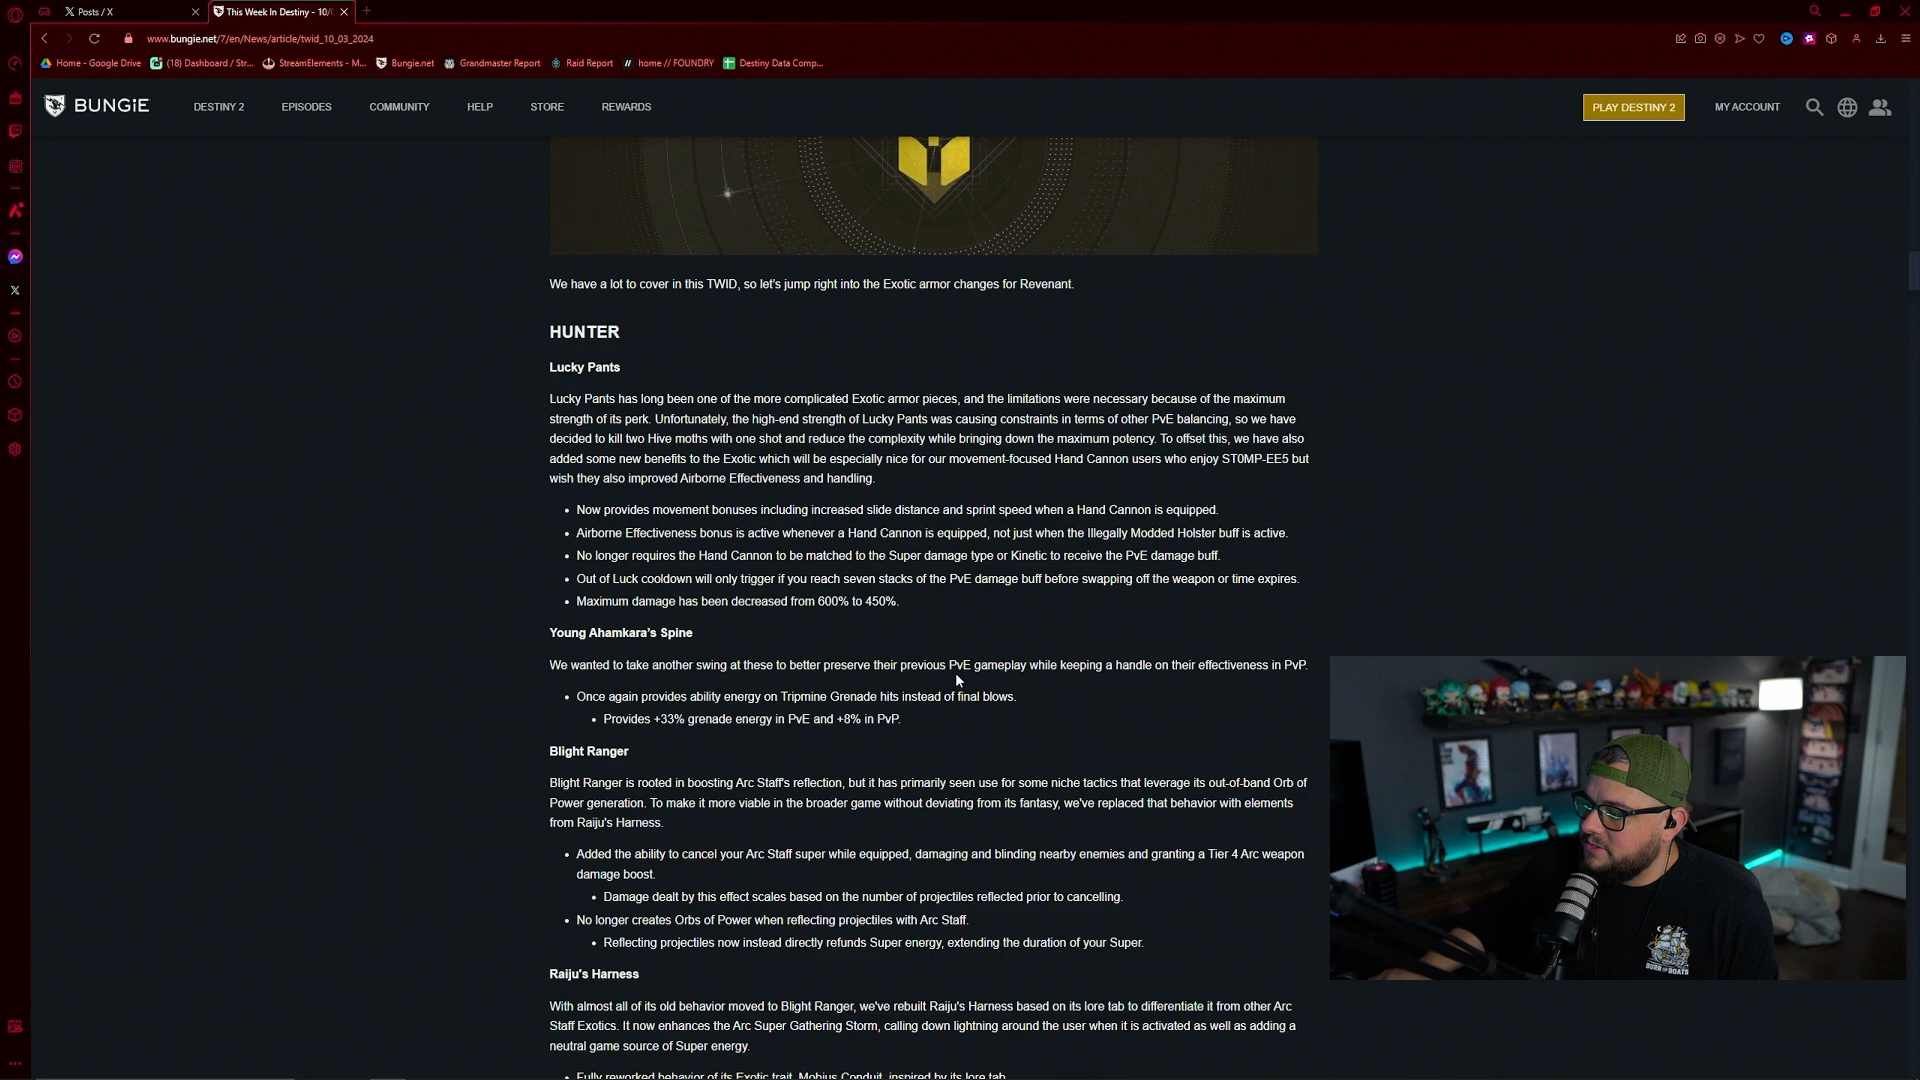 Posts / X
This Week In Destiny - 10/
www.bungie.net/7/en/News/article/twid_10_03_2024
Home - Google Drive
(18) Dashboard / Str...
StreamElements - M...
Bungie.net
Grandmaster Report
Raid Report
home // FOUNDRY
Destiny Data Comp...
BUNGiE
DESTINY 2
EPISODES
COMMUNITY
HELP
STORE
REWARDS
PLAY DESTINY 2
MY ACCOUNT
We have a lot to cover in this TWID, so let's jump right into the Exotic armor changes for Revenant.
HUNTER
Lucky Pants
Lucky Pants has long been one of the more complicated Exotic armor pieces, and the limitations were necessary because of the maximum
strength of its perk. Unfortunately, the high-end strength of Lucky Pants was causing constraints in terms of other PvE balancing, so we have
decided to kill two Hive moths with one shot and reduce the complexity while bringing down the maximum potency. To offset this, we have also
added some new benefits to the Exotic which will be especially nice for our movement-focused Hand Cannon users who enjoy ST0MP-EE5 but
wish they also improved Airborne Effectiveness and handling.
• Now provides movement bonuses including increased slide distance and sprint speed when a Hand Cannon is equipped.
• Airborne Effectiveness bonus is active whenever a Hand Cannon is equipped, not just when the Illegally Modded Holster buff is active.
• No longer requires the Hand Cannon to be matched to the Super damage type or Kinetic to receive the PvE damage buff.
• Out of Luck cooldown will only trigger if you reach seven stacks of the PvE damage buff before swapping off the weapon or time expires.
• Maximum damage has been decreased from 600% to 450%.
Young Ahamkara's Spine
We wanted to take another swing at these to better preserve their previous PvE gameplay while keeping a handle on their effectiveness in PvP.
• Once again provides ability energy on Tripmine Grenade hits instead of final blows.
• Provides +33% grenade energy in PvE and +8% in PvP.
Blight Ranger
Blight Ranger is rooted in boosting Arc Staff's reflection, but it has primarily seen use for some niche tactics that leverage its out-of-band Orb of
Power generation. To make it more viable in the broader game without deviating from its fantasy, we've replaced that behavior with elements
from Raiju's Harness.
• Added the ability to cancel your Arc Staff super while equipped, damaging and blinding nearby enemies and granting a Tier 4 Arc weapon
damage boost.
• Damage dealt by this effect scales based on the number of projectiles reflected prior to cancelling.
• No longer creates Orbs of Power when reflecting projectiles with Arc Staff.
• Reflecting projectiles now instead directly refunds Super energy, extending the duration of your Super.
Raiju's Harness
With almost all of its old behavior moved to Blight Ranger, we've rebuilt Raiju's Harness based on its lore tab to differentiate it from other Arc
Staff Exotics. It now enhances the Arc Super Gathering Storm, calling down lightning around the user when it is activated as well as adding a
neutral game source of Super energy.
• Fully reworked behavior of its Exotic trait, Mobius Conduit, inspired by its lore tab.
BURN THE BOATS